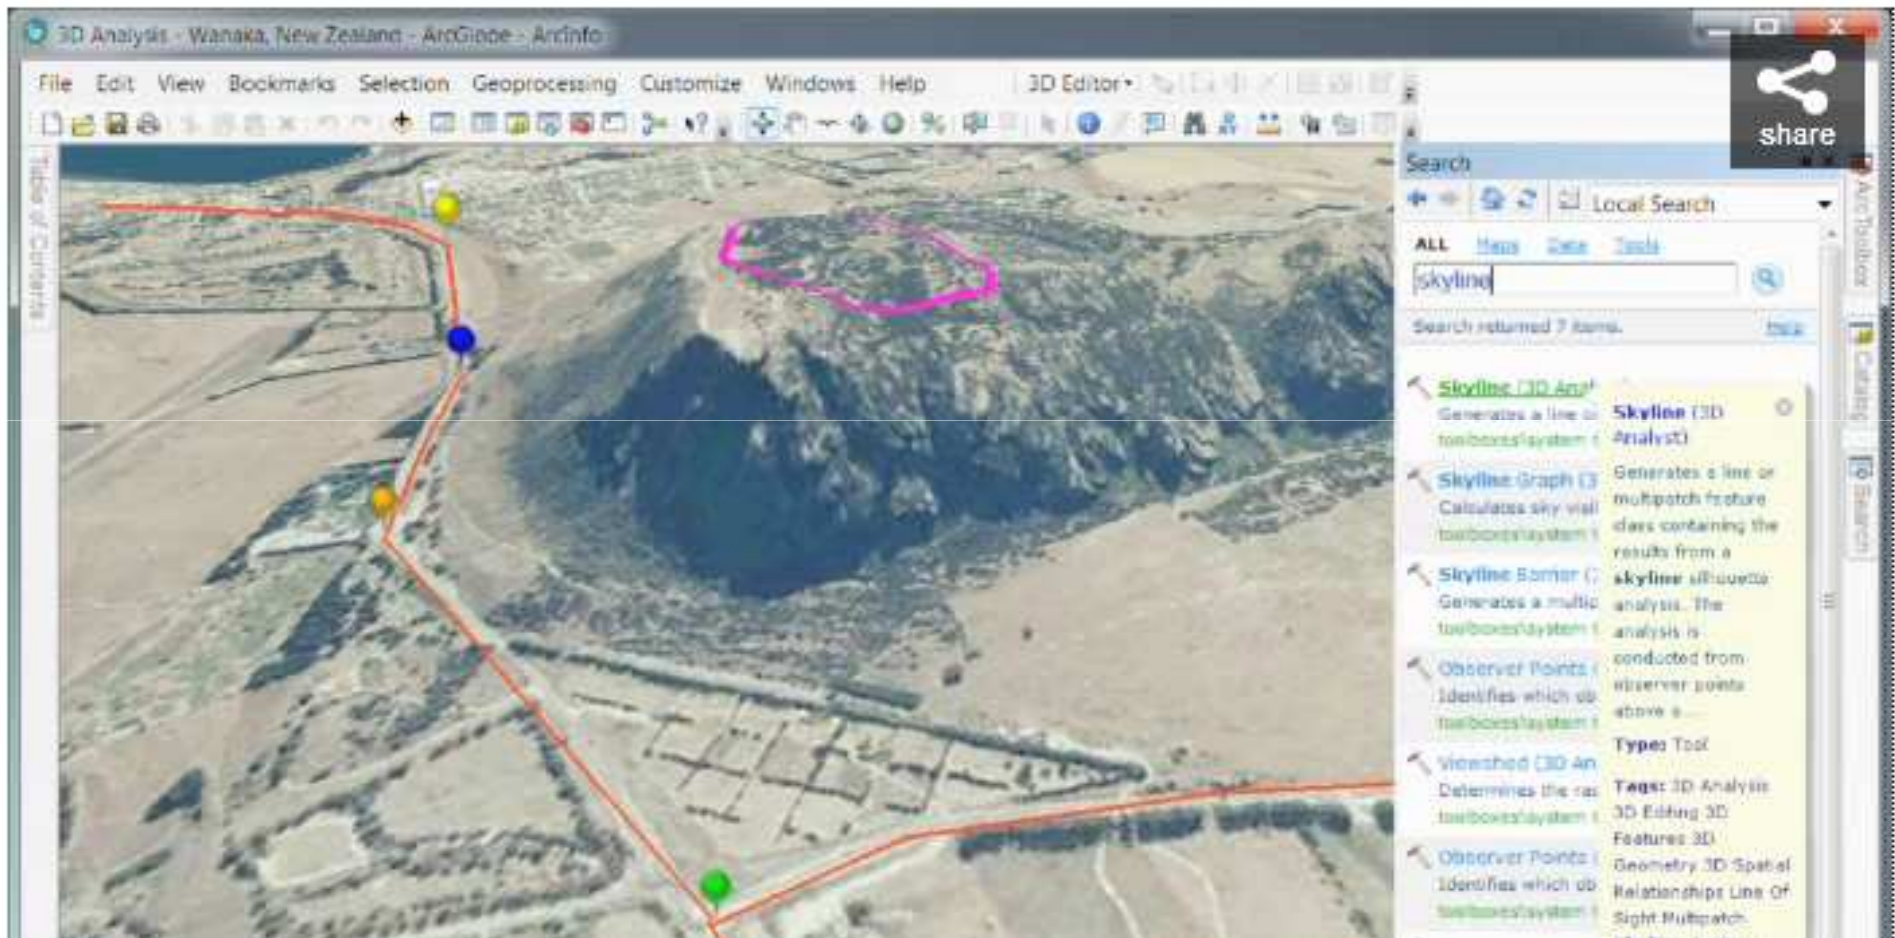 3D Analysis - Wanaka, New Zealand - ArcGlobe - ArcInfo
File Edit View Bookmarks Selection Geoprocessing Customize Windows Help 3D Editor
share
Table of Contents
Search
Local Search
ALL Maps Data Tools
skyline
Search returned 7 items. Help
Skyline (3D Anal
Generates a line o
toolboxes\system t
Skyline Graph (3
Calculates sky visi
toolboxes\system t
Skyline Barrier (
Generates a multip
toolboxes\system t
Observer Points (
Identifies which ob
toolboxes\system t
Viewshed (3D An
Determines the ras
toolboxes\system t
Observer Points (
Identifies which ob
toolboxes\system t
Skyline (3D
Analyst)
Generates a line or
multipatch feature
class containing the
results from a
skyline silhouette
analysis. The
analysis is
conducted from
observer points
above a...
Type: Tool
Tags: 3D Analysis
3D Editing 3D
Features 3D
Geometry 3D Spatial
Relationships Line Of
Sight Multipatch
ArcToolbox
Catalog
Search